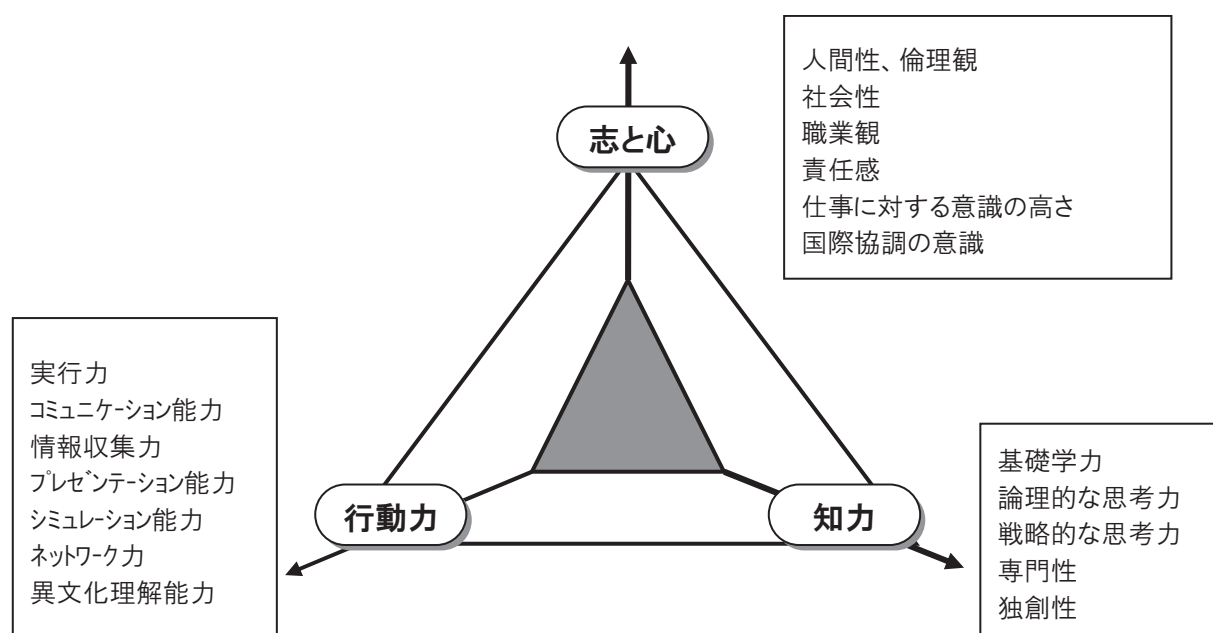 人間性、倫理観
社会性
職業観
責任感
仕事に対する意識の高さ
国際協調の意識
志と心
実行力
ｺﾐｭﾆｹｰｼｮﾝ能力
情報収集力
ﾌﾟﾚｾﾞﾝﾃｰｼｮﾝ能力
ｼﾐｭﾚｰｼｮﾝ能力
ﾈｯﾄﾜｰｸ力
異文化理解能力
行動力
知力
基礎学力
論理的な思考力
戦略的な思考力
専門性
独創性